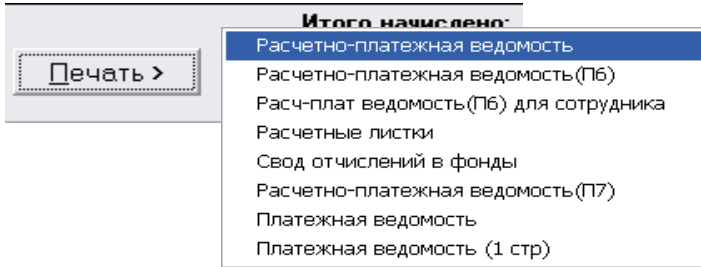 Итого начислено:
Печать >
Расчетно-платежная ведомость
Расчетно-платежная ведомость(П6)
Расч-плат ведомость(П6) для сотрудника
Расчетные листки
Свод отчислений в фонды
Расчетно-платежная ведомость(П7)
Платежная ведомость
Платежная ведомость (1 стр)